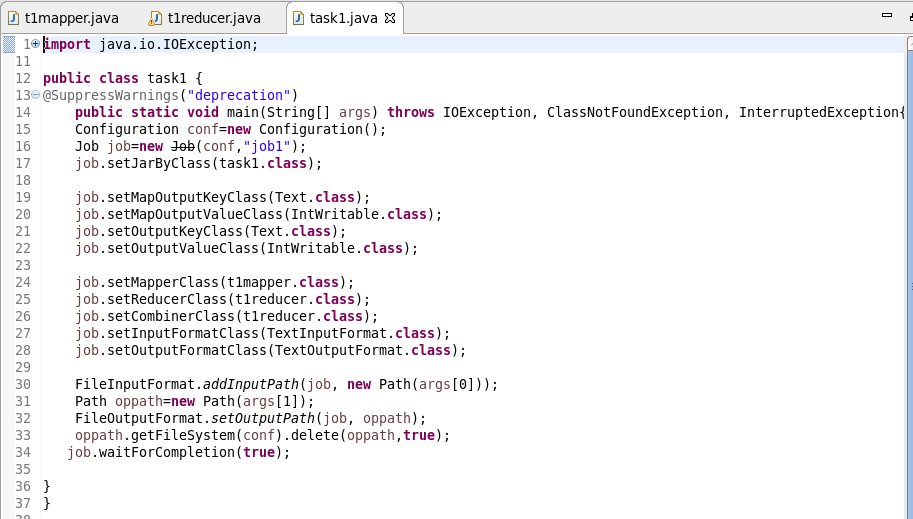 t1mapper.java t1reducer.java task1.java
1 import java.io.IOException;
11
12 public class task1 {
13 @SuppressWarnings("deprecation")
14     public static void main(String[] args) throws IOException, ClassNotFoundException, InterruptedException{
15     Configuration conf=new Configuration();
16     Job job=new Job(conf,"job1");
17     job.setJarByClass(task1.class);
18
19     job.setMapOutputKeyClass(Text.class);
20     job.setMapOutputValueClass(IntWritable.class);
21     job.setOutputKeyClass(Text.class);
22     job.setOutputValueClass(IntWritable.class);
23
24     job.setMapperClass(t1mapper.class);
25     job.setReducerClass(t1reducer.class);
26     job.setCombinerClass(t1reducer.class);
27     job.setInputFormatClass(TextInputFormat.class);
28     job.setOutputFormatClass(TextOutputFormat.class);
29
30     FileInputFormat.addInputPath(job, new Path(args[0]));
31     Path oppath=new Path(args[1]);
32     FileOutputFormat.setOutputPath(job, oppath);
33     oppath.getFileSystem(conf).delete(oppath,true);
34    job.waitForCompletion(true);
35
36 }
37 }
38